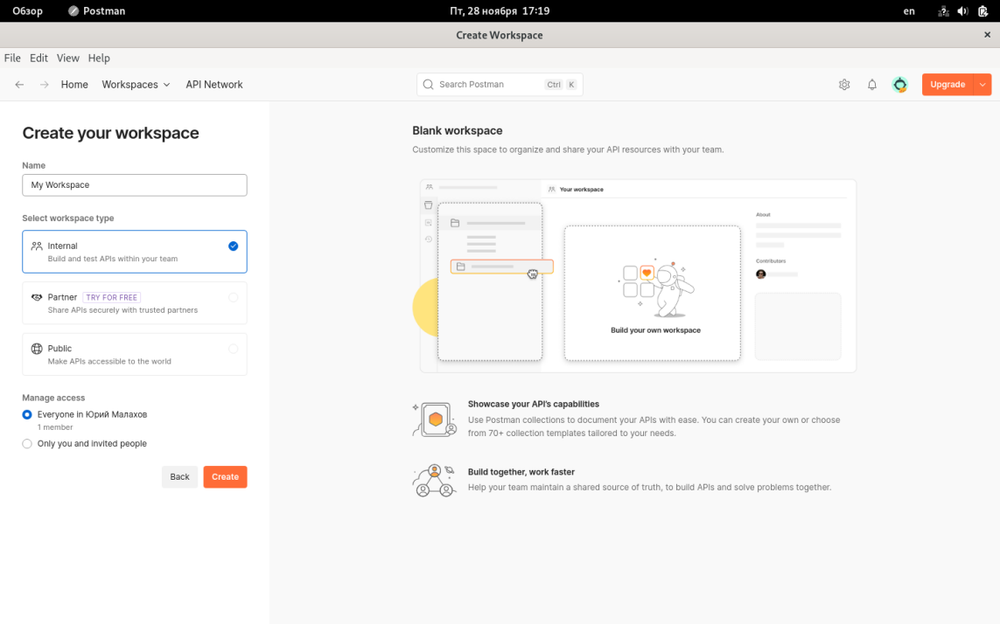 Обзор Postman Пт, 28 ноября 17:19 en
Create Workspace
File Edit View Help
Home Workspaces API Network Search Postman Ctrl K Upgrade
Create your workspace
Name
My Workspace
Select workspace type
Internal
Build and test APIs within your team
Partner TRY FOR FREE
Share APIs securely with trusted partners
Public
Make APIs accessible to the world
Manage access
Everyone in Юрий Малахов
1 member
Only you and invited people
Back Create
Blank workspace
Customize this space to organize and share your API resources with your team.
Your workspace
About
Contributors
Build your own workspace
Showcase your API's capabilities
Use Postman collections to document your APIs with ease. You can create your own or choose
from 70+ collection templates tailored to your needs.
Build together, work faster
Help your team maintain a shared source of truth, to build APIs and solve problems together.